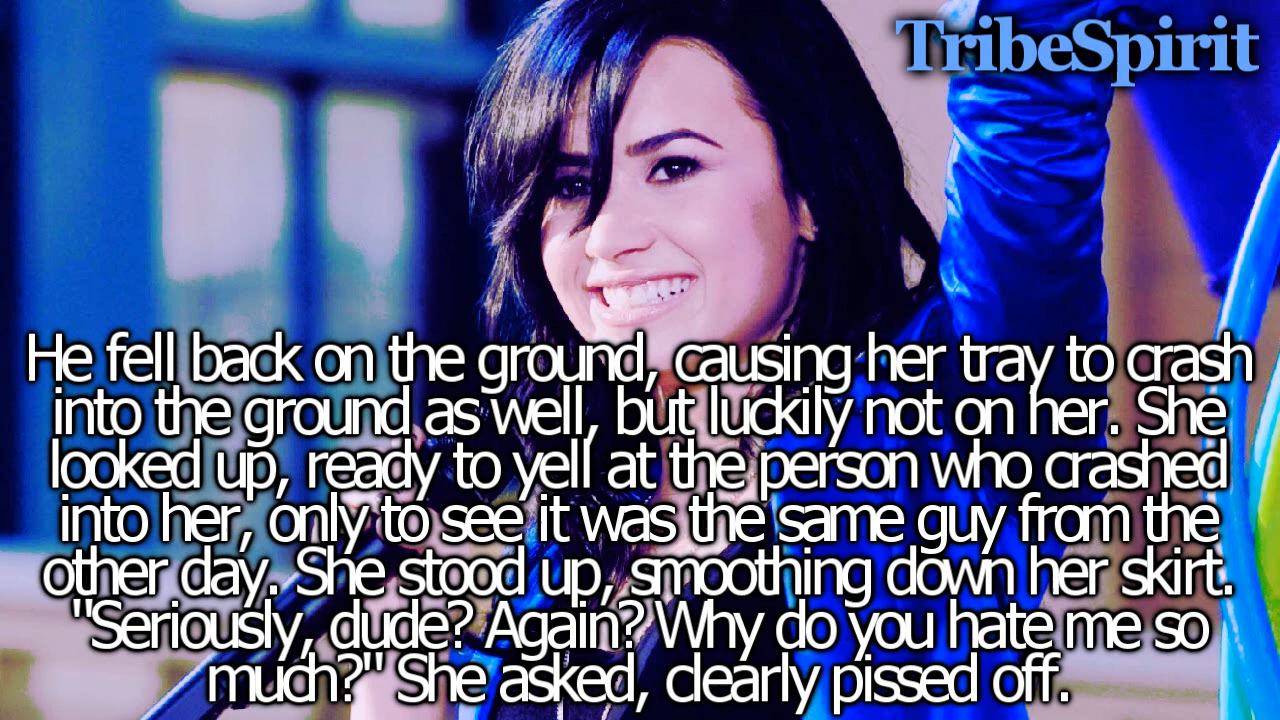 TribeSpirit
He fell back on the ground, causing her tray to crash
into the ground as well, but luckily not on her. She
looked up, ready to yell at the person who crashed
into her, only to see it was the same guy from the
other day. She stood up, smoothing down her skirt.
"Seriously, dude? Again? Why do you hate me so
much?" She asked, clearly pissed off.